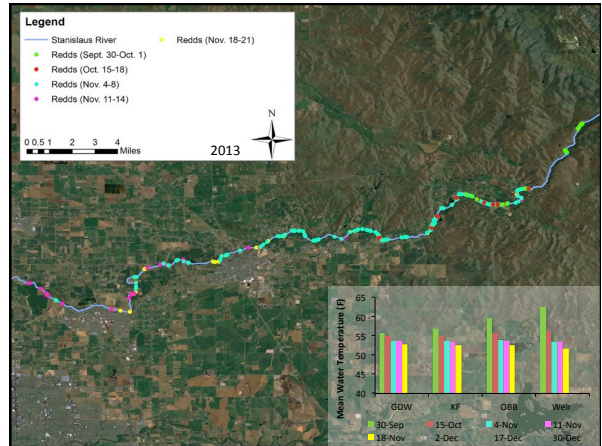 Legend
Stanislaus River
Redds (Nov. 18-21)
Redds (Sept. 30-Oct. 1)
Redds (Oct. 15-18)
Redds (Nov. 4-8)
Redds (Nov. 11-14)
N
0 0.5 1 2 3 4
Miles
2013
Mean Water Temperature (F)
65
60
55
50
45
40
GDW KF OBB Weir
30-Sep 15-Oct 4-Nov 11-Nov
18-Nov 2-Dec 17-Dec 30-Dec